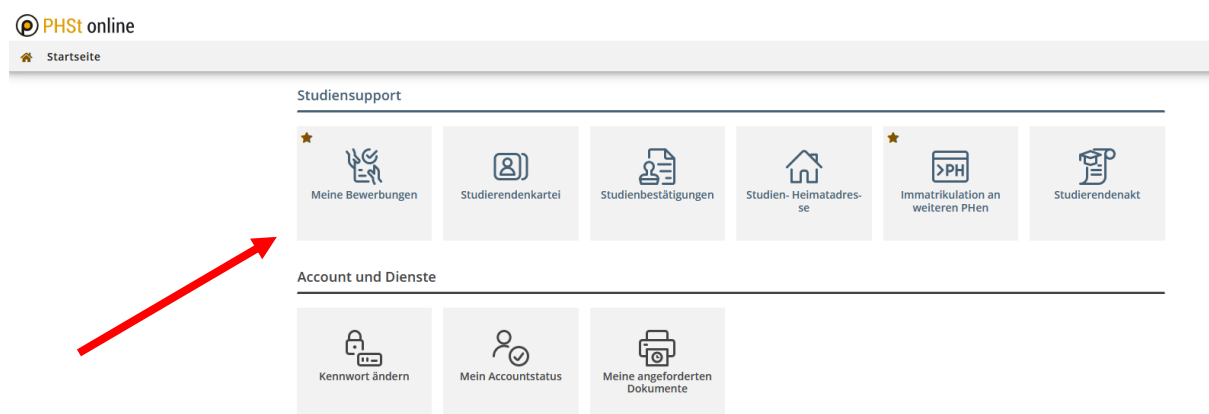 PHSt online
Startseite
Studiensupport
Meine Bewerbungen
Studierendenkartei
Studienbestätigungen
Studien- Heimatadres-
se
>PH
Immatrikulation an
weiteren PHen
Studierendenakt
Account und Dienste
Kennwort ändern
Mein Accountstatus
Meine angeforderten
Dokumente